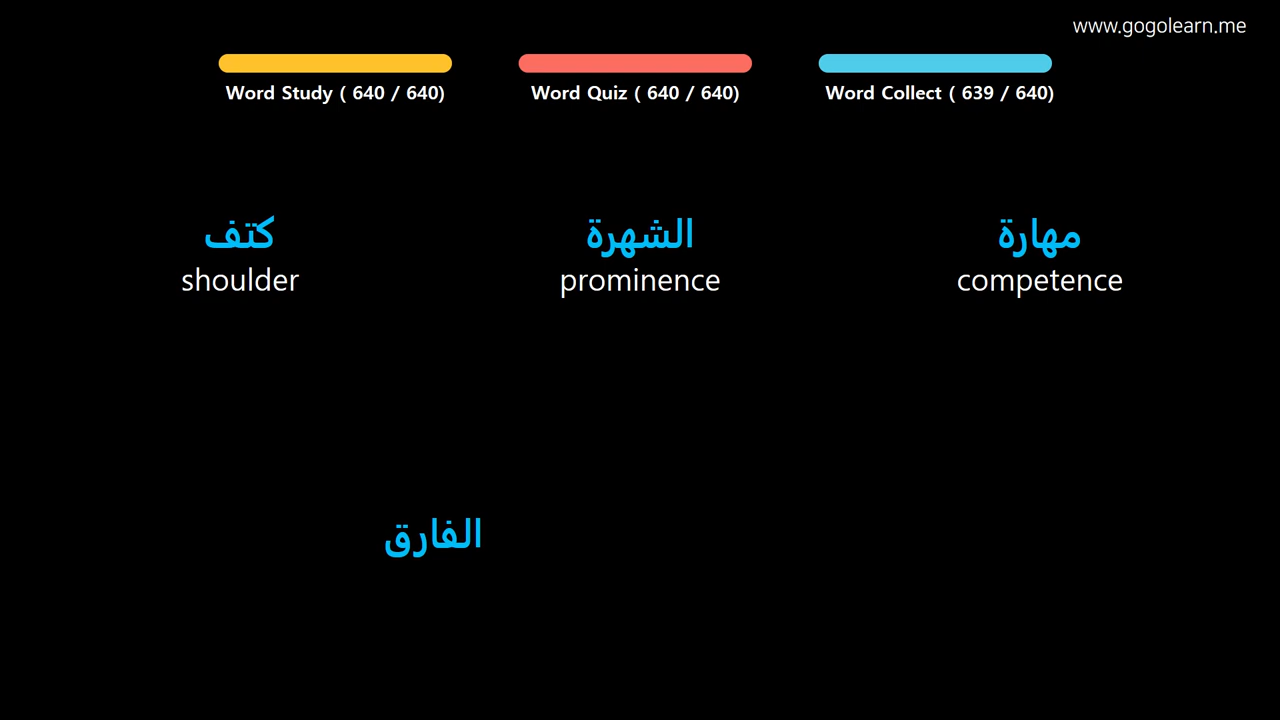 www.gogolearn.me
Word Study ( 640 / 640)
Word Quiz ( 640 / 640)
Word Collect ( 639 / 640)
كتف
shoulder
الشهرة
prominence
مهارة
competence
الفارق